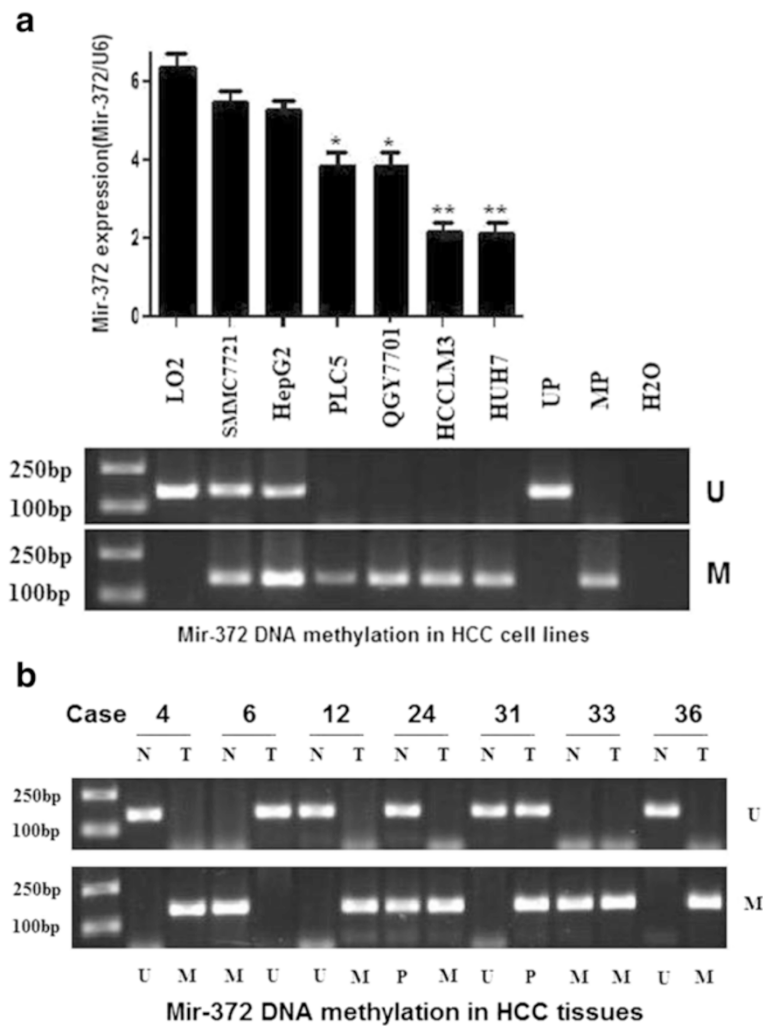 a
Mir-372 expression(Mir-372/U6)
6
4
2
0
* * ** **
LO2 SMMC7721 HepG2 PLC5 QGY7701 HCCLM3 HUH7 UP MP H2O
250bp
100bp
U
250bp
100bp
M
Mir-372 DNA methylation in HCC cell lines
b
Case 4 6 12 24 31 33 36
N T N T N T N T N T N T N T
250bp
100bp
U
250bp
100bp
M
U M M U U M P M U P M M U M
Mir-372 DNA methylation in HCC tissues